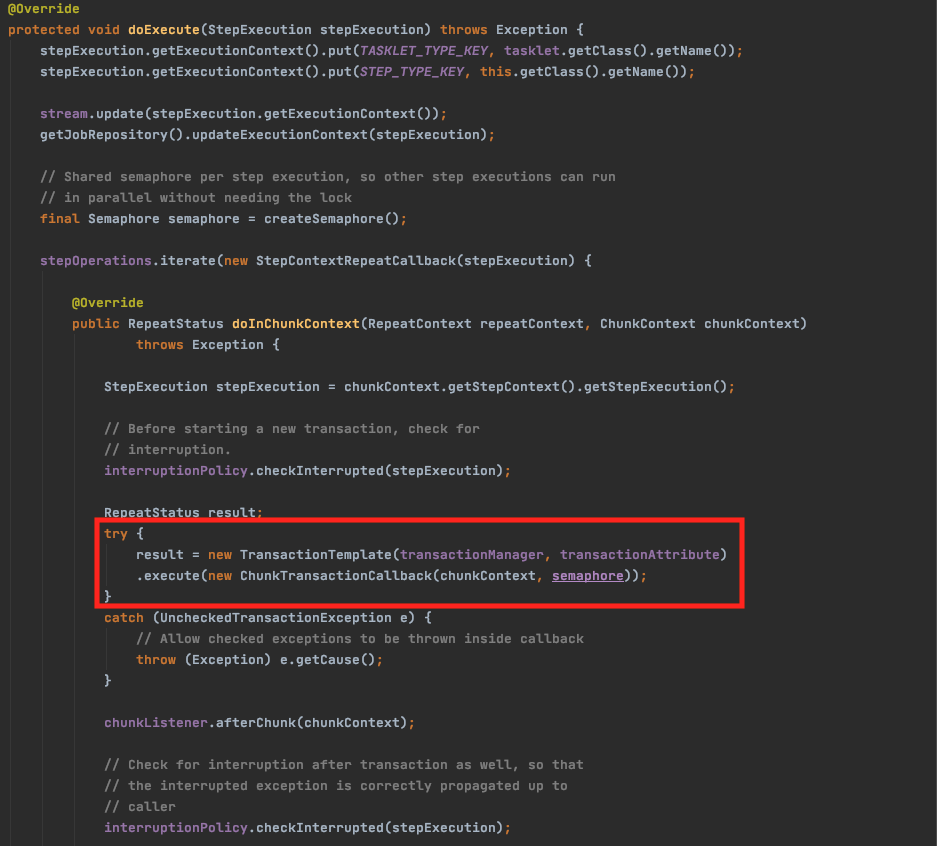 @Override
protected void doExecute(StepExecution stepExecution) throws Exception {
    stepExecution.getExecutionContext().put(TASKLET_TYPE_KEY, tasklet.getClass().getName());
    stepExecution.getExecutionContext().put(STEP_TYPE_KEY, this.getClass().getName());

    stream.update(stepExecution.getExecutionContext());
    getJobRepository().updateExecutionContext(stepExecution);

    // Shared semaphore per step execution, so other step executions can run
    // in parallel without needing the lock
    final Semaphore semaphore = createSemaphore();

    stepOperations.iterate(new StepContextRepeatCallback(stepExecution) {

        @Override
        public RepeatStatus doInChunkContext(RepeatContext repeatContext, ChunkContext chunkContext)
                throws Exception {

            StepExecution stepExecution = chunkContext.getStepContext().getStepExecution();

            // Before starting a new transaction, check for
            // interruption.
            interruptionPolicy.checkInterrupted(stepExecution);

            RepeatStatus result;
            try {
                result = new TransactionTemplate(transactionManager, transactionAttribute)
                .execute(new ChunkTransactionCallback(chunkContext, semaphore));
            }
            catch (UncheckedTransactionException e) {
                // Allow checked exceptions to be thrown inside callback
                throw (Exception) e.getCause();
            }

            chunkListener.afterChunk(chunkContext);

            // Check for interruption after transaction as well, so that
            // the interrupted exception is correctly propagated up to
            // caller
            interruptionPolicy.checkInterrupted(stepExecution);